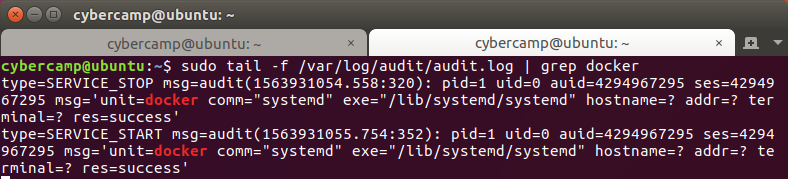 cybercamp@ubuntu: ~
cybercamp@ubuntu: ~ × cybercamp@ubuntu: ~ ×
cybercamp@ubuntu:~$ sudo tail -f /var/log/audit/audit.log | grep docker
type=SERVICE_STOP msg=audit(1563931054.558:320): pid=1 uid=0 auid=4294967295 ses=42949
67295 msg='unit=docker comm="systemd" exe="/lib/systemd/systemd" hostname=? addr=? ter
minal=? res=success'
type=SERVICE_START msg=audit(1563931055.754:352): pid=1 uid=0 auid=4294967295 ses=4294
967295 msg='unit=docker comm="systemd" exe="/lib/systemd/systemd" hostname=? addr=? te
rminal=? res=success'